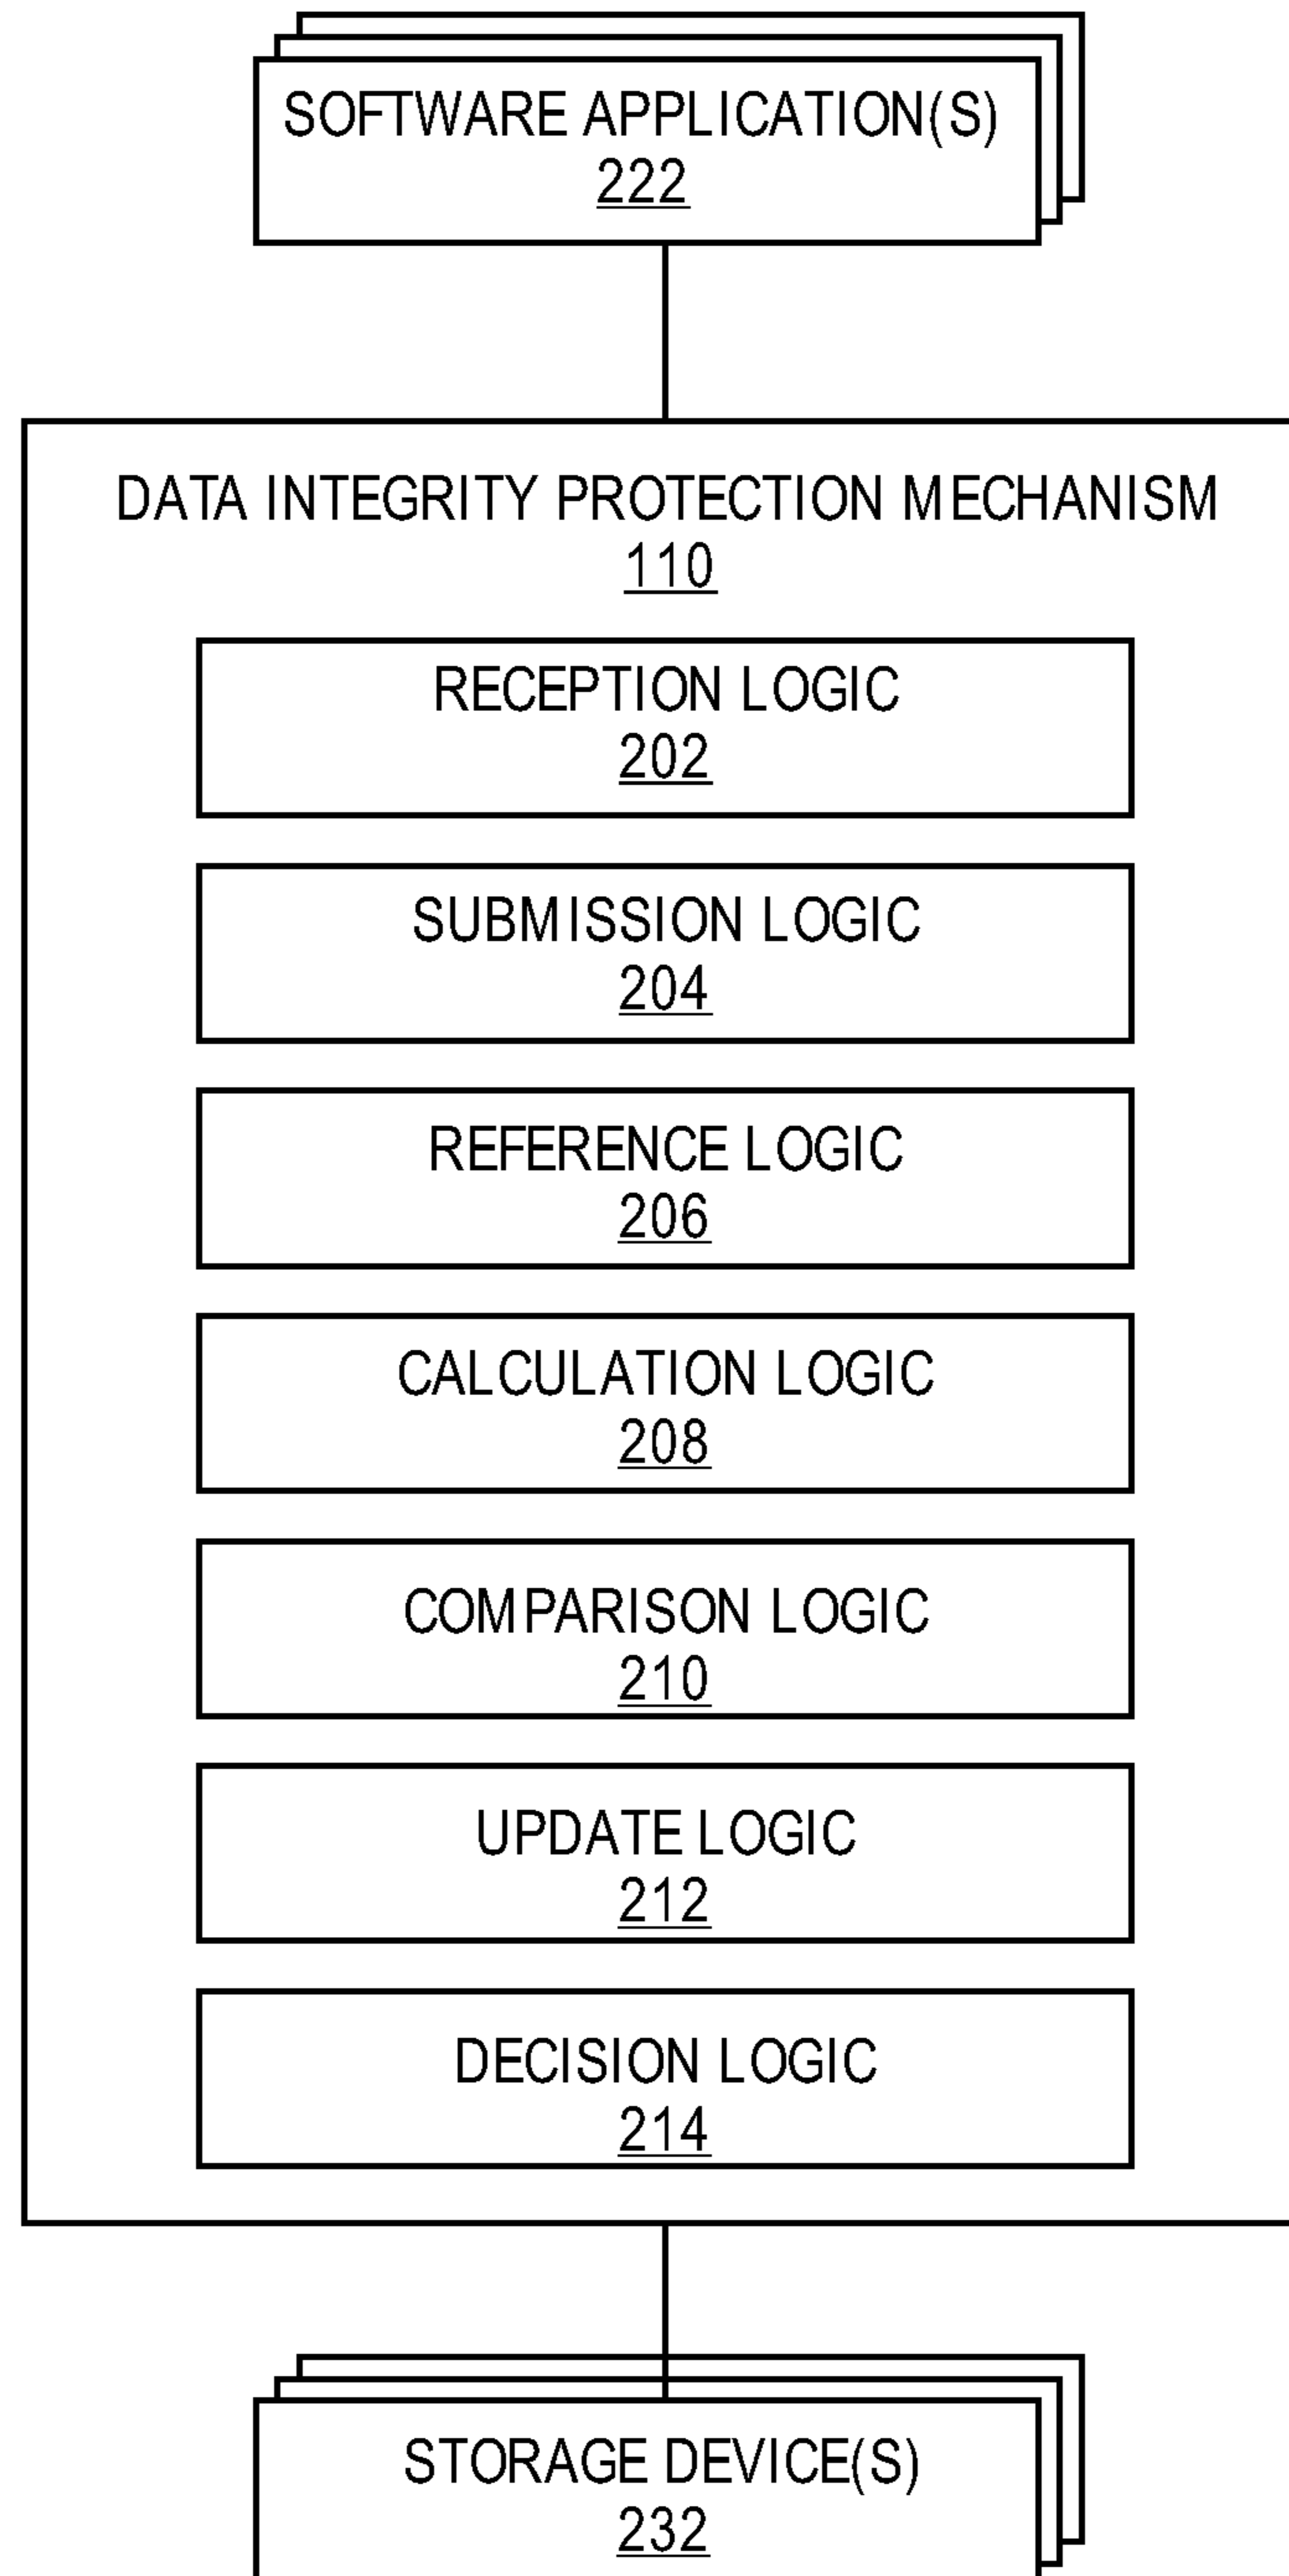 SOFTWARE APPLICATION(S)
222
DATA INTEGRITY PROTECTION MECHANISM
110
RECEPTION LOGIC
202
SUBMISSION LOGIC
204
REFERENCE LOGIC
206
CALCULATION LOGIC
208
COMPARISON LOGIC
210
UPDATE LOGIC
212
DECISION LOGIC
214
STORAGE DEVICE(S)
232